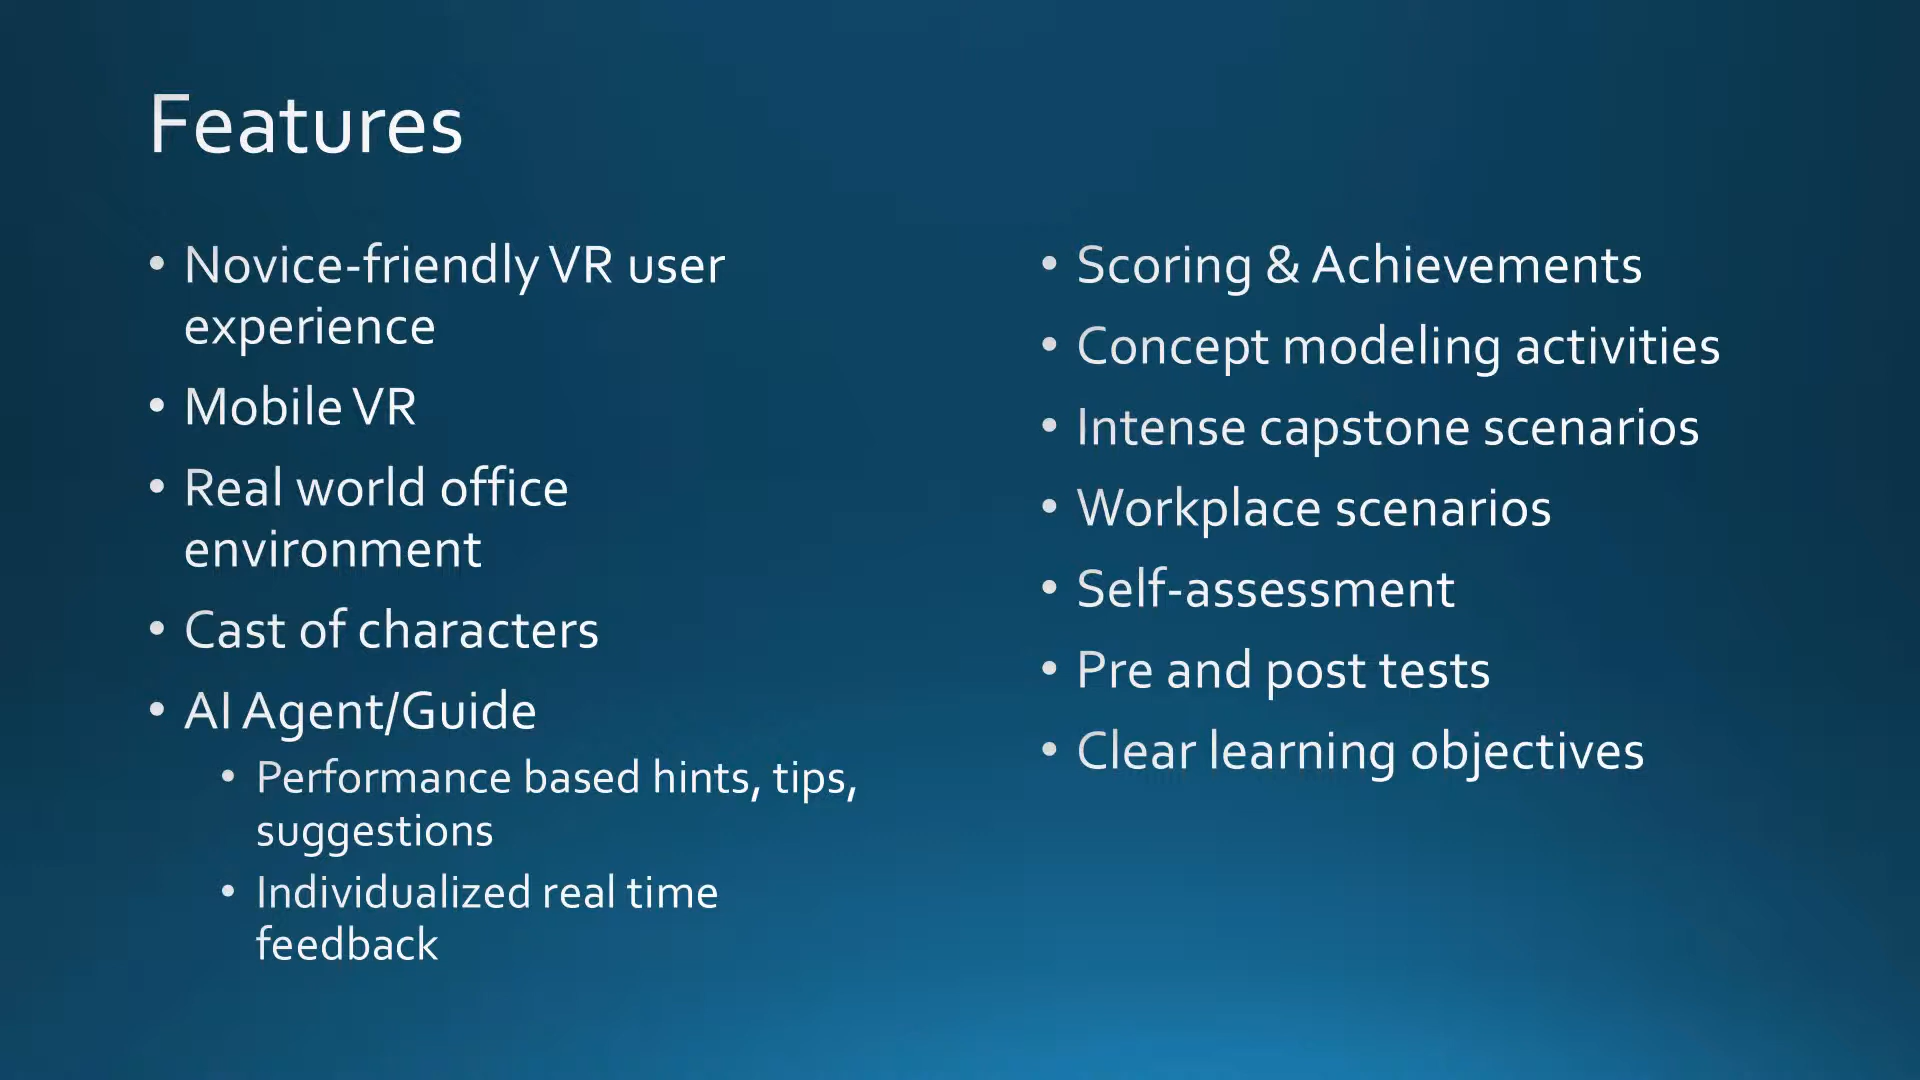 Features
• Novice-friendly VR user
experience
• Mobile VR
• Real world office
environment
• Cast of characters
• AI Agent/Guide
• Performance based hints, tips,
suggestions
• Individualized real time
feedback
• Scoring & Achievements
• Concept modeling activities
• Intense capstone scenarios
• Workplace scenarios
• Self-assessment
• Pre and post tests
• Clear learning objectives